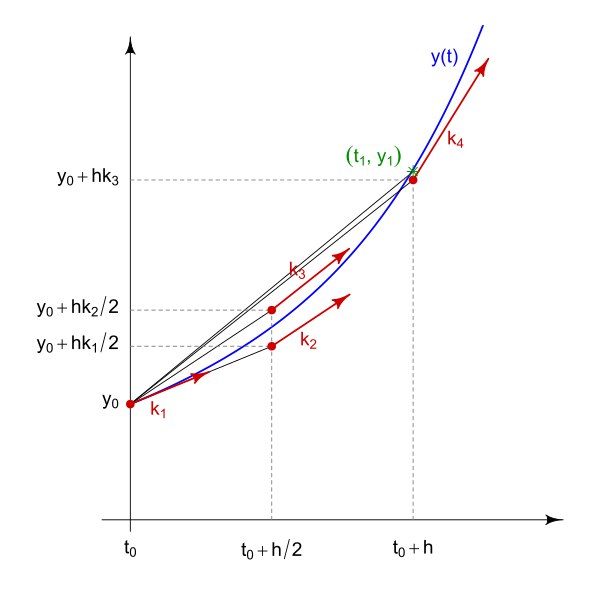 y(t)
k₄
(t₁, y₁)
y₀ + hk₃
k₃
y₀ + hk₂/2
y₀ + hk₁/2
k₂
y₀
k₁
t₀
t₀ + h/2
t₀ + h